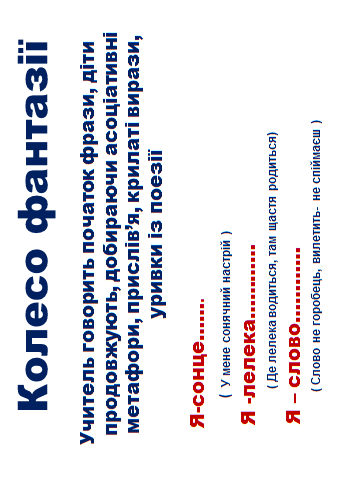 Колесо фантазії
Учитель говорить початок фрази, діти
продовжують, добираючи асоціативні
метафори, прислів'я, крилаті вирази,
уривки із поезії
Я-сонце.......
( У мене сонячний настрій )
Я -лелека............
( Де лелека водиться, там щастя родиться)
Я – слово............
( Слово не горобець, вилетить- не спіймаєш )